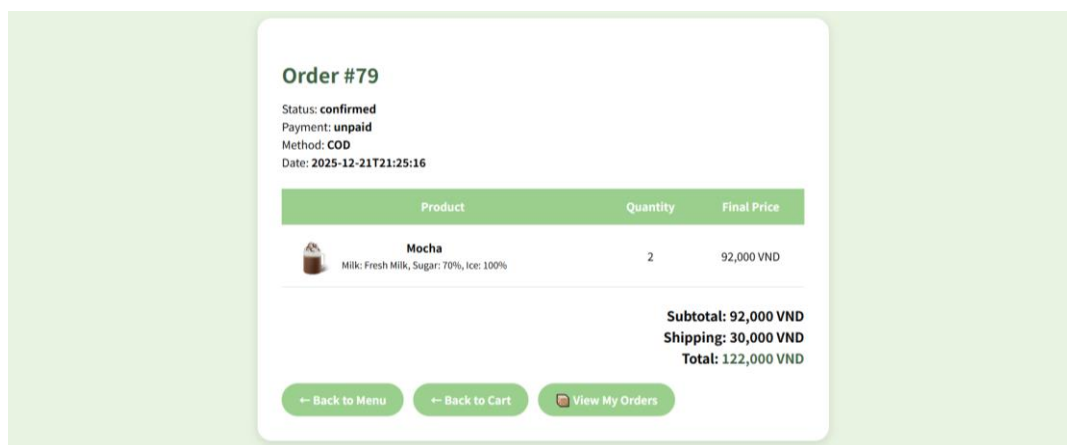 Order #79
Status: confirmed
Payment: unpaid
Method: COD
Date: 2025-12-21T21:25:16
Product Quantity Final Price
Mocha
Milk: Fresh Milk, Sugar: 70%, Ice: 100%
2 92,000 VND
Subtotal: 92,000 VND
Shipping: 30,000 VND
Total: 122,000 VND
← Back to Menu ← Back to Cart View My Orders